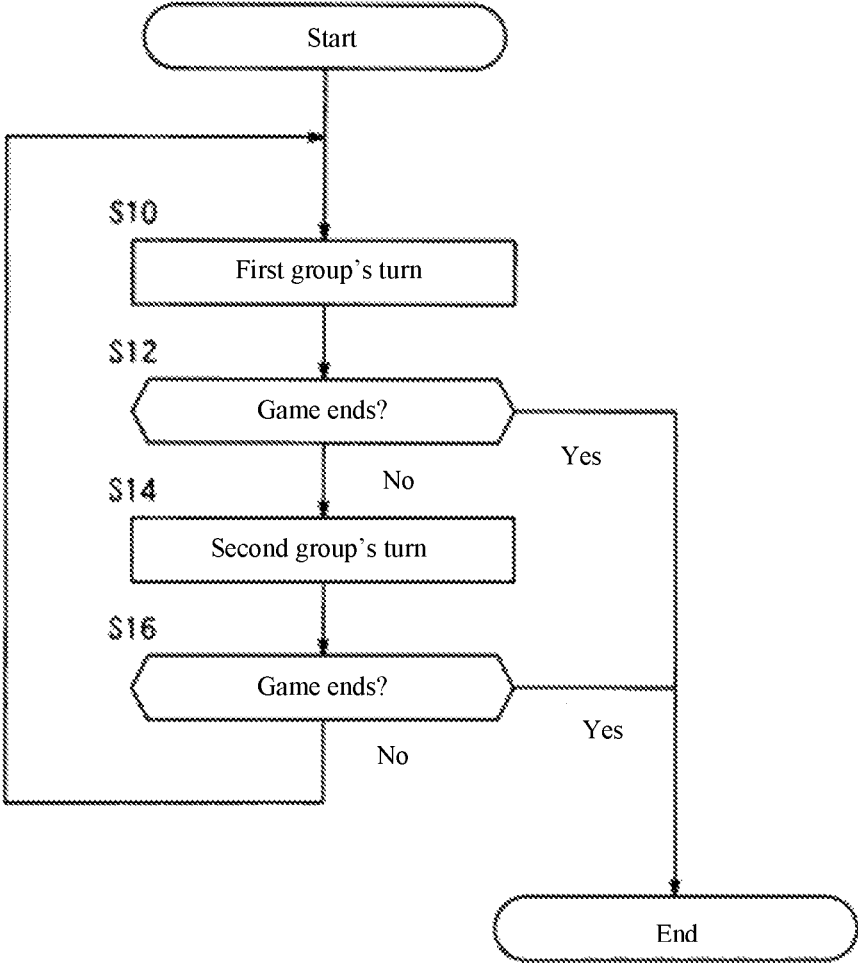 Start
S10
First group’s turn
S12
Game ends?
Yes
No
S14
Second group’s turn
S16
Game ends?
Yes
No
End